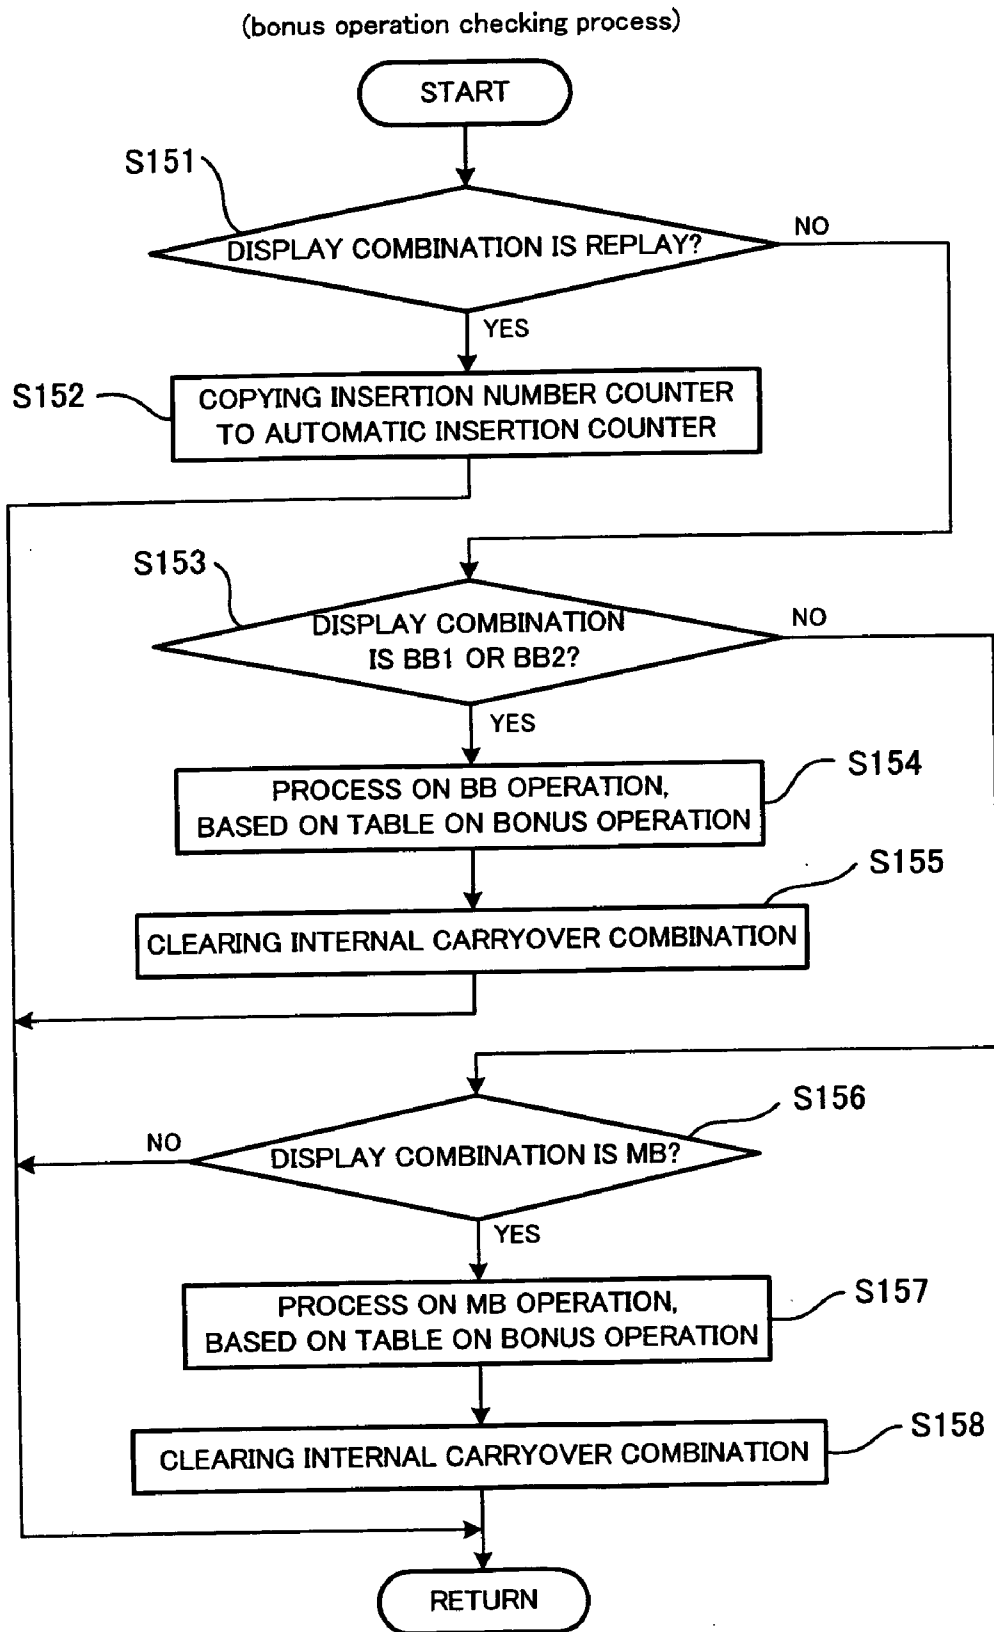 (bonus operation checking process)
START
S151
DISPLAY COMBINATION IS REPLAY?
NO
YES
S152
COPYING INSERTION NUMBER COUNTER
TO AUTOMATIC INSERTION COUNTER
S153
DISPLAY COMBINATION
IS BB1 OR BB2?
NO
YES
S154
PROCESS ON BB OPERATION,
BASED ON TABLE ON BONUS OPERATION
S155
CLEARING INTERNAL CARRYOVER COMBINATION
S156
NO
DISPLAY COMBINATION IS MB?
YES
S157
PROCESS ON MB OPERATION,
BASED ON TABLE ON BONUS OPERATION
S158
CLEARING INTERNAL CARRYOVER COMBINATION
RETURN